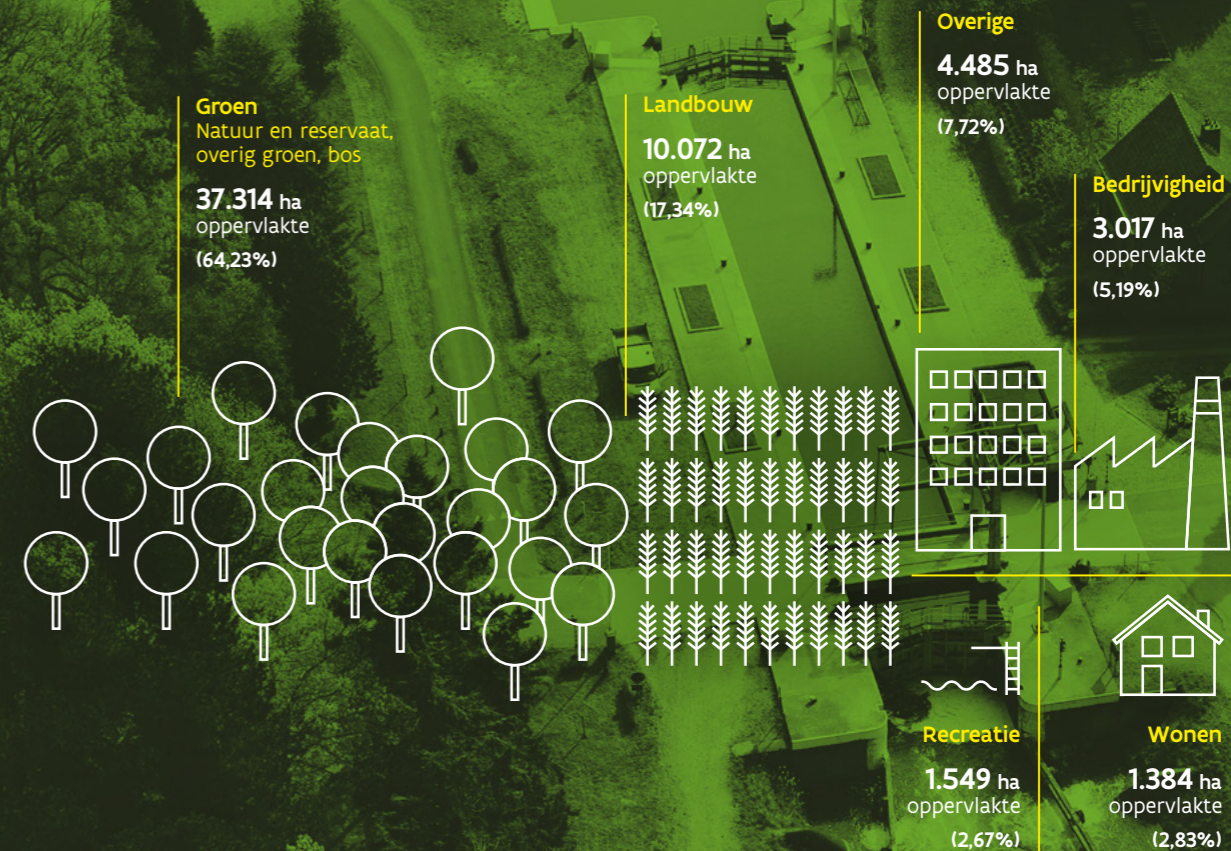 Groen
Natuur en reservaat,
overig groen, bos
37.314 ha
oppervlakte
(64,23%)
Landbouw
10.072 ha
oppervlakte
(17,34%)
Overige
4.485 ha
oppervlakte
(7,72%)
Bedrijvigheid
3.017 ha
oppervlakte
(5,19%)
Recreatie
1.549 ha
oppervlakte
(2,67%)
Wonen
1.384 ha
oppervlakte
(2,83%)